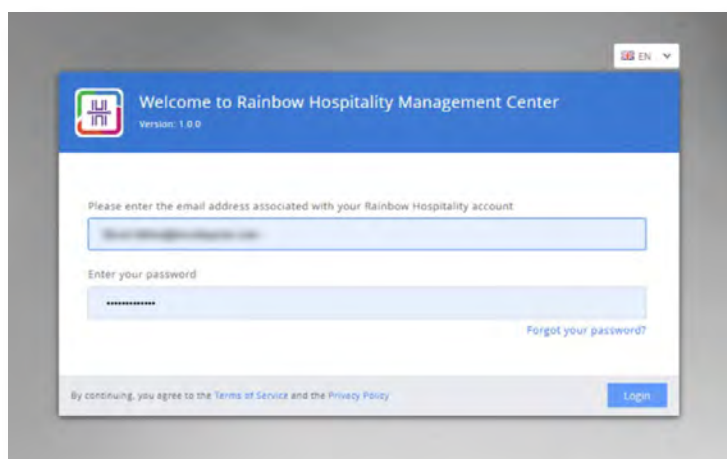 EN
Welcome to Rainbow Hospitality Management Center
Version: 1.0.0
Please enter the email address associated with your Rainbow Hospitality account
Enter your password
•••••••••••••
Forgot your password?
By continuing, you agree to the Terms of Service and the Privacy Policy
Login